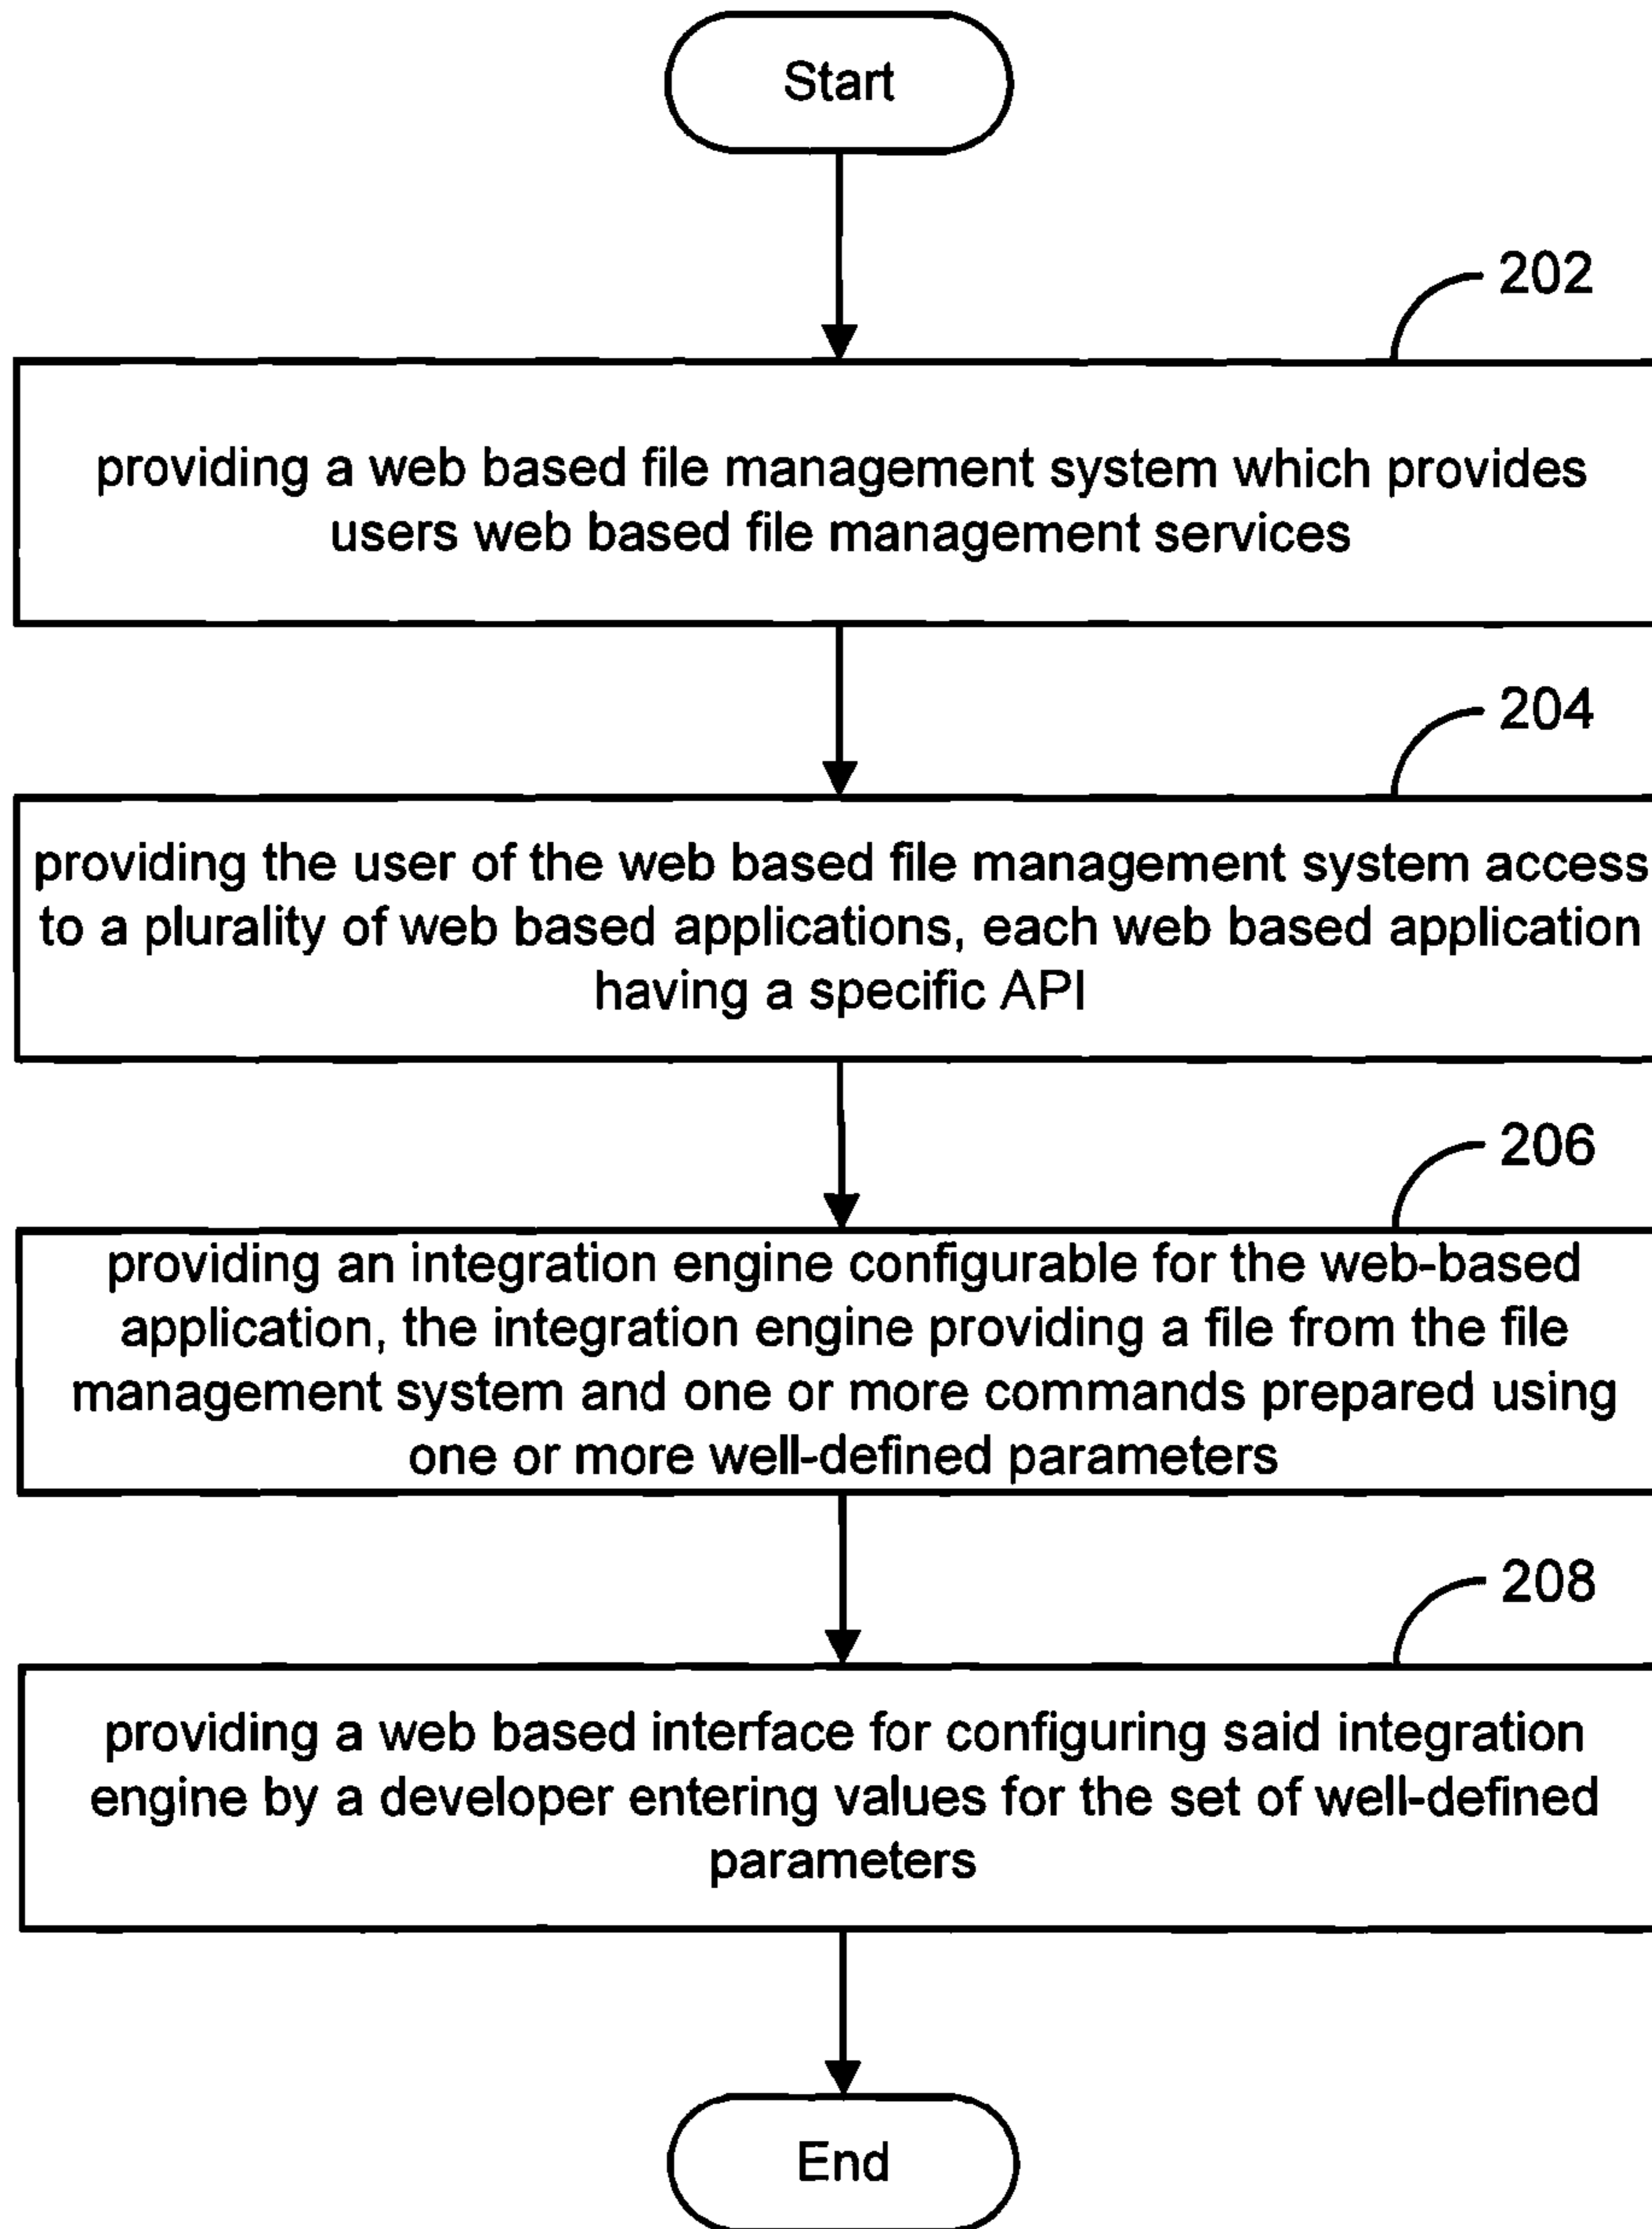 Start
202
providing a web based file management system which provides
users web based file management services
204
providing the user of the web based file management system access
to a plurality of web based applications, each web based application
having a specific API
206
providing an integration engine configurable for the web-based
application, the integration engine providing a file from the file
management system and one or more commands prepared using
one or more well-defined parameters
208
providing a web based interface for configuring said integration
engine by a developer entering values for the set of well-defined
parameters
End